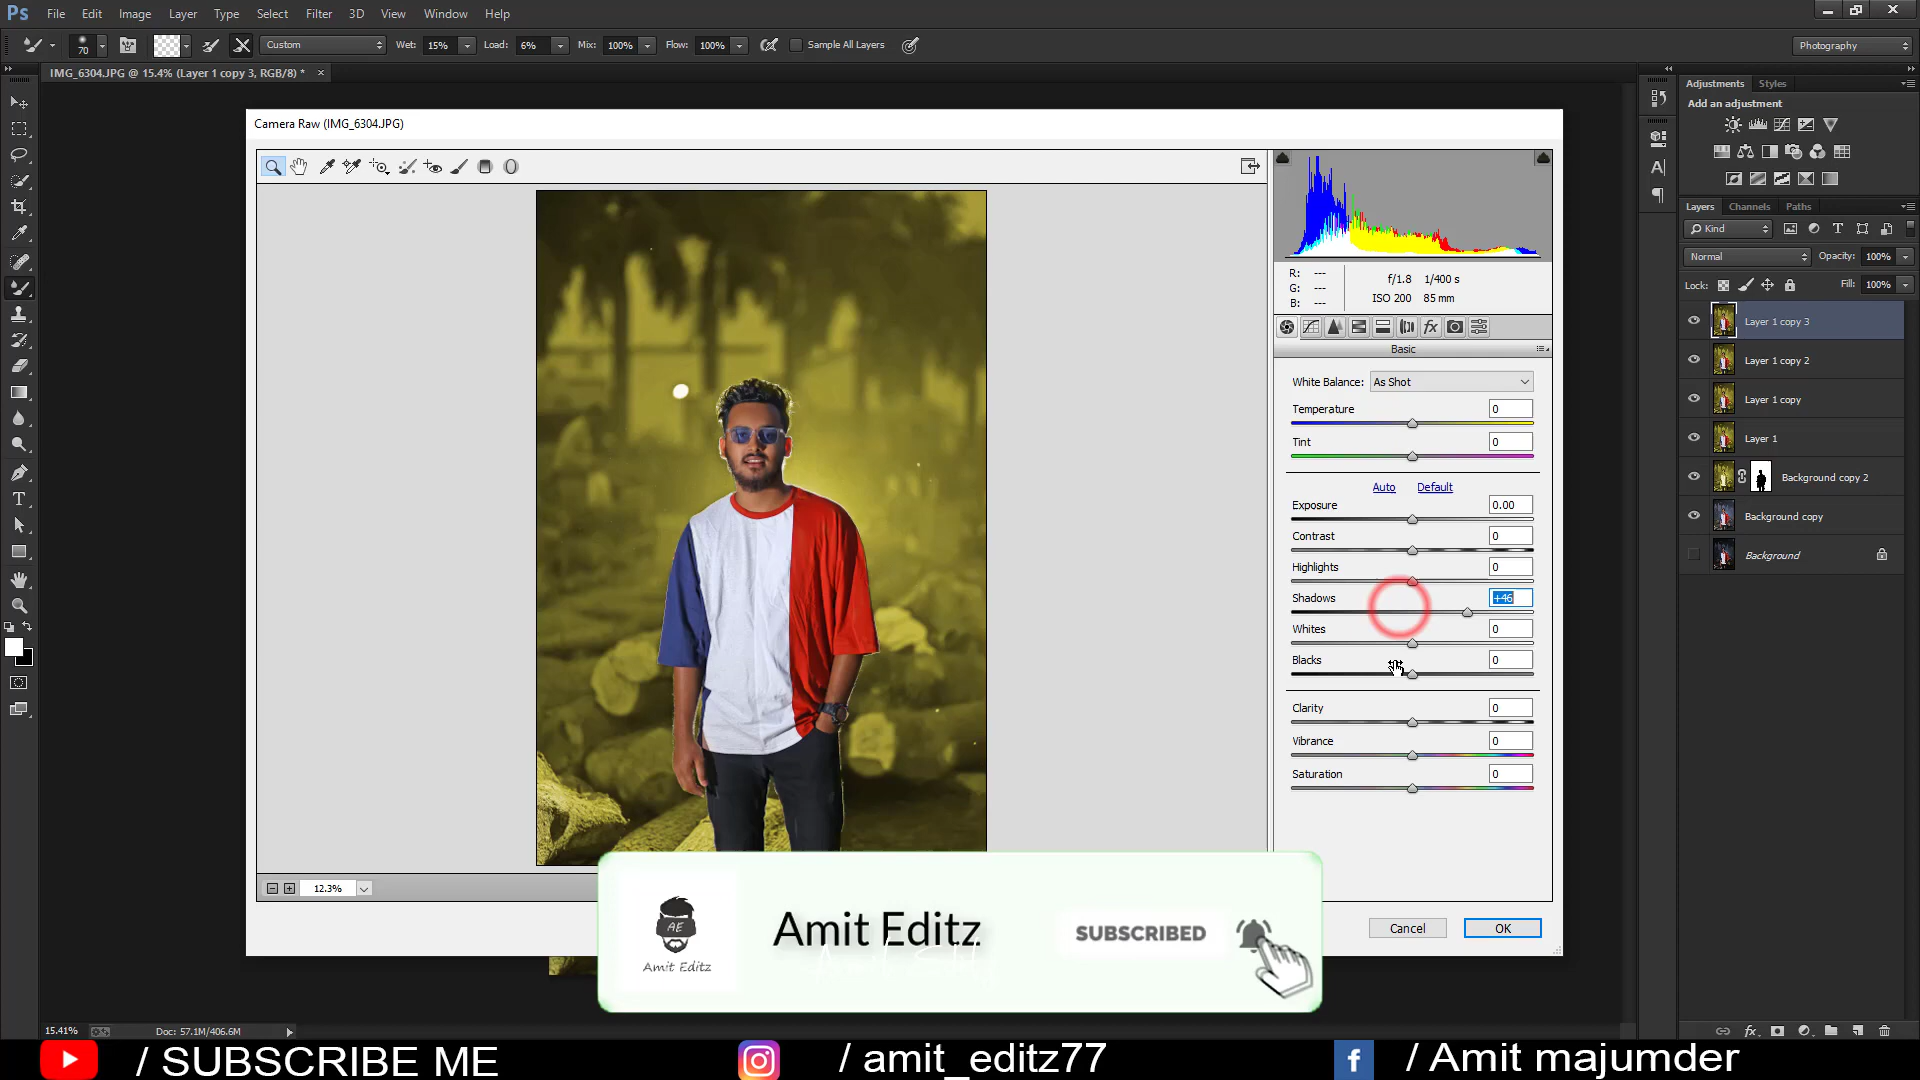 Ps File Edit Image Layer Type Select Filter 3D View Window Help
70 Custom Wet: 15% Load: 6% Mix: 100% Flow: 100% Sample All Layers Photography
IMG_6304.JPG @ 15.4% (Layer 1 copy 3, RGB/8) * ×
Camera Raw (IMG_6304.JPG)
R: ---
G: ---
B: ---
f/1.8 1/400 s
ISO 200 85 mm
Basic
White Balance: As Shot
Temperature 0
Tint 0
Auto Default
Exposure 0.00
Contrast 0
Highlights 0
Shadows +46
Whites 0
Blacks 0
Clarity 0
Vibrance 0
Saturation 0
12.3%
Cancel OK
Adjustments Styles
Add an adjustment
Layers Channels Paths
Kind
Normal Opacity: 100%
Lock: Fill: 100%
Layer 1 copy 3
Layer 1 copy 2
Layer 1 copy
Layer 1
Background copy 2
Background copy
Background
AE
Amit Editz
Amit Editz
SUBSCRIBED
15.41% Doc: 57.1M/406.6M
/ SUBSCRIBE ME
/ amit_editz77
f / Amit majumder